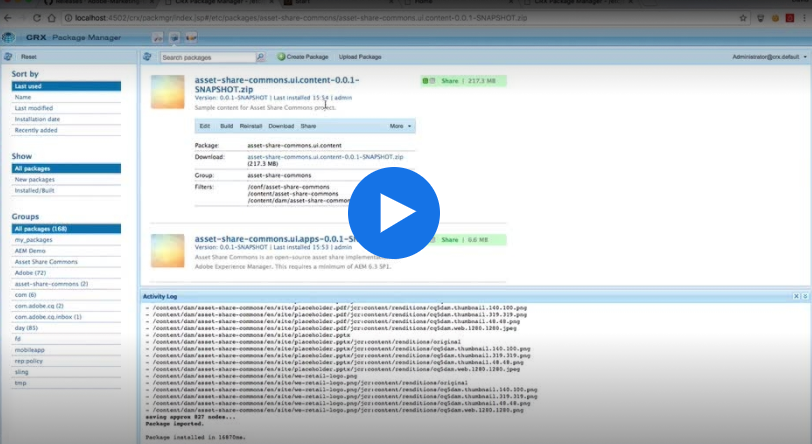 localhost:4502/crx/packmgr/index.jsp#/etc/packages/asset-share-commons/asset-share-commons.ui.content-0.0.1-SNAPSHOT.zip
CRX Package Manager
Reset
Search packages
Create Package
Upload Package
Administrator@crx.default
Sort by
Last used
Name
Last modified
Installation date
Recently added
Show
All packages
New packages
Installed/Built
Groups
All packages (168)
my_packages
AEM Demo
Asset Share Commons
Adobe (72)
asset-share-commons (2)
com (6)
com.adobe.cq (2)
com.adobe.cq.inbox (1)
day (83)
fd
mobileapp
rep:policy
sling
tmp
asset-share-commons.ui.content-0.0.1-
SNAPSHOT.zip
Share | 217.3 MB
Version: 0.0.1-SNAPSHOT | Last installed 15:54 | admin
Sample content for Asset Share Commons project.
Edit Build Reinstall Download Share More
Package: asset-share-commons.ui.content
Download: asset-share-commons.ui.content-0.0.1-SNAPSHOT.zip
(217.3 MB)
Group: asset-share-commons
Filters: /conf/asset-share-commons
/content/asset-share-commons
/content/dam/asset-share-commons
asset-share-commons.ui.apps-0.0.1-
Share | 6.6 MB
Version: 0.0.1-SNAPSHOT | Last installed 15:53 | admin
Asset Share Commons is an open-source asset share
Adobe Experience Manager. This requires a minimum of AEM 6.3 SP1.
Activity Log
- /content/dam/asset-share-commons/en/site/placeholder.pdf/jcr:content/renditions/cq5dam.thumbnail.140.100.png
- /content/dam/asset-share-commons/en/site/placeholder.pdf/jcr:content/renditions/cq5dam.thumbnail.319.319.png
- /content/dam/asset-share-commons/en/site/placeholder.pdf/jcr:content/renditions/cq5dam.thumbnail.48.48.png
- /content/dam/asset-share-commons/en/site/placeholder.pdf/jcr:content/renditions/cq5dam.web.1280.1280.jpeg
- /content/dam/asset-share-commons/en/site/placeholder.pptx
- /content/dam/asset-share-commons/en/site/placeholder.pptx/jcr:content/renditions/original
- /content/dam/asset-share-commons/en/site/placeholder.pptx/jcr:content/renditions/cq5dam.thumbnail.140.100.png
- /content/dam/asset-share-commons/en/site/placeholder.pptx/jcr:content/renditions/cq5dam.thumbnail.319.319.png
- /content/dam/asset-share-commons/en/site/placeholder.pptx/jcr:content/renditions/cq5dam.thumbnail.48.48.png
- /content/dam/asset-share-commons/en/site/placeholder.pptx/jcr:content/renditions/cq5dam.web.1280.1280.jpeg
- /content/dam/asset-share-commons/en/site/we-retail-logo.png
- /content/dam/asset-share-commons/en/site/we-retail-logo.png/jcr:content/renditions/original
- /content/dam/asset-share-commons/en/site/we-retail-logo.png/jcr:content/renditions/cq5dam.thumbnail.140.100.png
- /content/dam/asset-share-commons/en/site/we-retail-logo.png/jcr:content/renditions/cq5dam.thumbnail.319.319.png
- /content/dam/asset-share-commons/en/site/we-retail-logo.png/jcr:content/renditions/cq5dam.thumbnail.48.48.png
- /content/dam/asset-share-commons/en/site/we-retail-logo.png/jcr:content/renditions/cq5dam.web.1280.1280.png
saving approx 827 nodes...
Package imported.
Package installed in 16870ms.